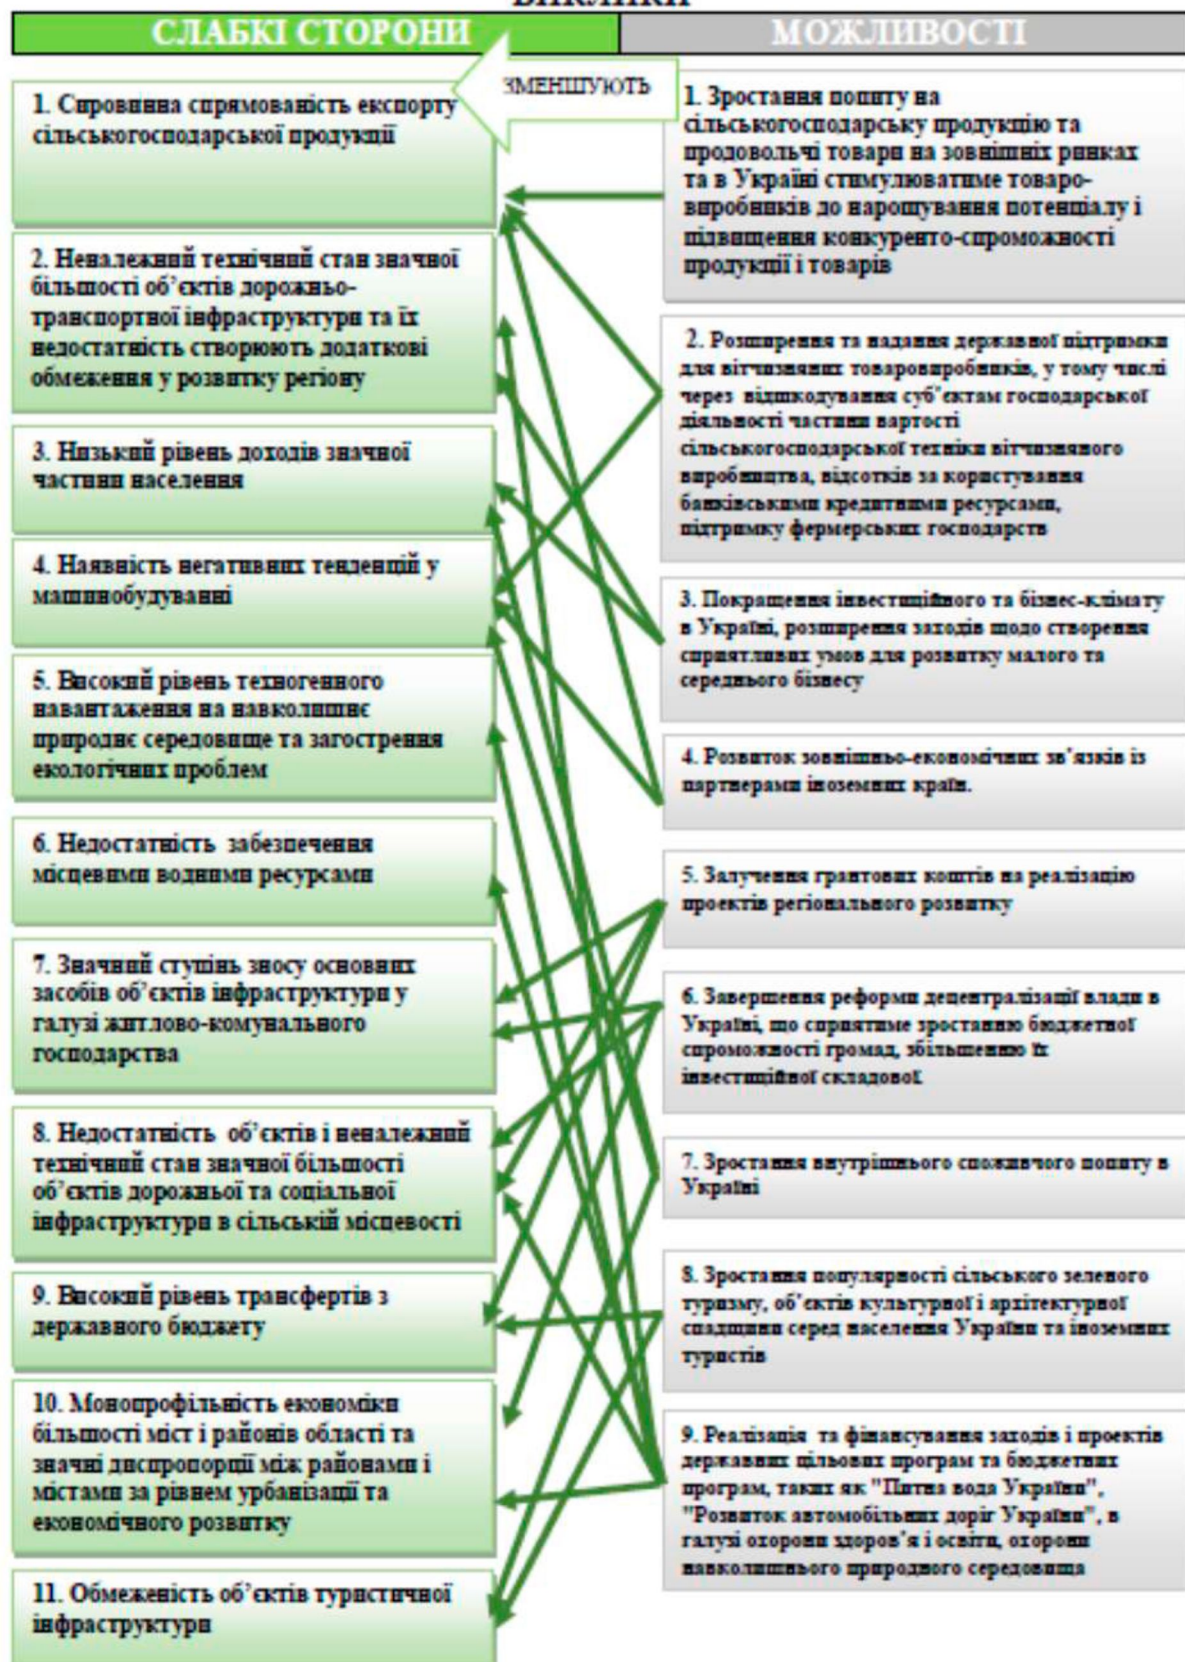 ВИКЛИКИ
СЛАБКІ СТОРОНИ
МОЖЛИВОСТІ
ЗМЕНШУЮТЬ
1. Сировинна спрямованість експорту
сільськогосподарської продукції
2. Неналежний технічний стан значної
більшості об’єктів дорожньо-
транспортної інфраструктури та їх
недостатність створюють додаткові
обмеження у розвитку регіону
3. Низький рівень доходів значної
частини населення
4. Наявність негативних тенденцій у
машинобудуванні
5. Високий рівень техногенного
навантаження на навколишнє
природнє середовище та загострення
екологічних проблем
6. Недостатність забезпечення
місцевими водними ресурсами
7. Значний ступінь зносу основних
засобів об’єктів інфраструктури у
галузі житлово-комунального
господарства
8. Недостатність об’єктів і неналежний
технічний стан значної більшості
об’єктів дорожньої та соціальної
інфраструктури в сільській місцевості
9. Високий рівень трансфертів з
державного бюджету
10. Монопрофільність економіки
більшості міст і районів області та
значні диспропорції між районами і
містами за рівнем урбанізації та
економічного розвитку
11. Обмеженість об’єктів туристичної
інфраструктури
1. Зростання попиту на
сільськогосподарську продукцію та
продовольчі товари на зовнішніх ринках
та в Україні стимулюватиме товаро-
виробників до нарощування потенціалу і
підвищення конкуренто-спроможності
продукції і товарів
2. Розширення та надання державної підтримки
для вітчизняних товаровиробників, у тому числі
через відшкодування суб’єктам господарської
діяльності частини вартості
сільськогосподарської техніки вітчизняного
виробництва, відсотків за користування
банківськими кредитними ресурсами,
підтримку фермерських господарств
3. Покращення інвестиційного та бізнес-клімату
в Україні, розширення заходів щодо створення
сприятливих умов для розвитку малого та
середнього бізнесу
4. Розвиток зовнішньо-економічних зв’язків із
партнерами іноземних країн.
5. Залучення грантових коштів на реалізацію
проектів регіонального розвитку
6. Завершення реформи децентралізації влади в
Україні, що сприятиме зростанню бюджетної
спроможності громад, збільшенню їх
інвестиційної складової
7. Зростання внутрішнього споживчого попиту в
Україні
8. Зростання популярності сільського зеленого
туризму, об’єктів культурної і архітектурної
спадщини серед населення України та іноземних
туристів
9. Реалізація та фінансування заходів і проектів
державних цільових програм та бюджетних
програм, таких як "Питна вода України",
"Розвиток автомобільних доріг України", в
галузі охорони здоров’я і освіти, охорони
навколишнього природного середовища